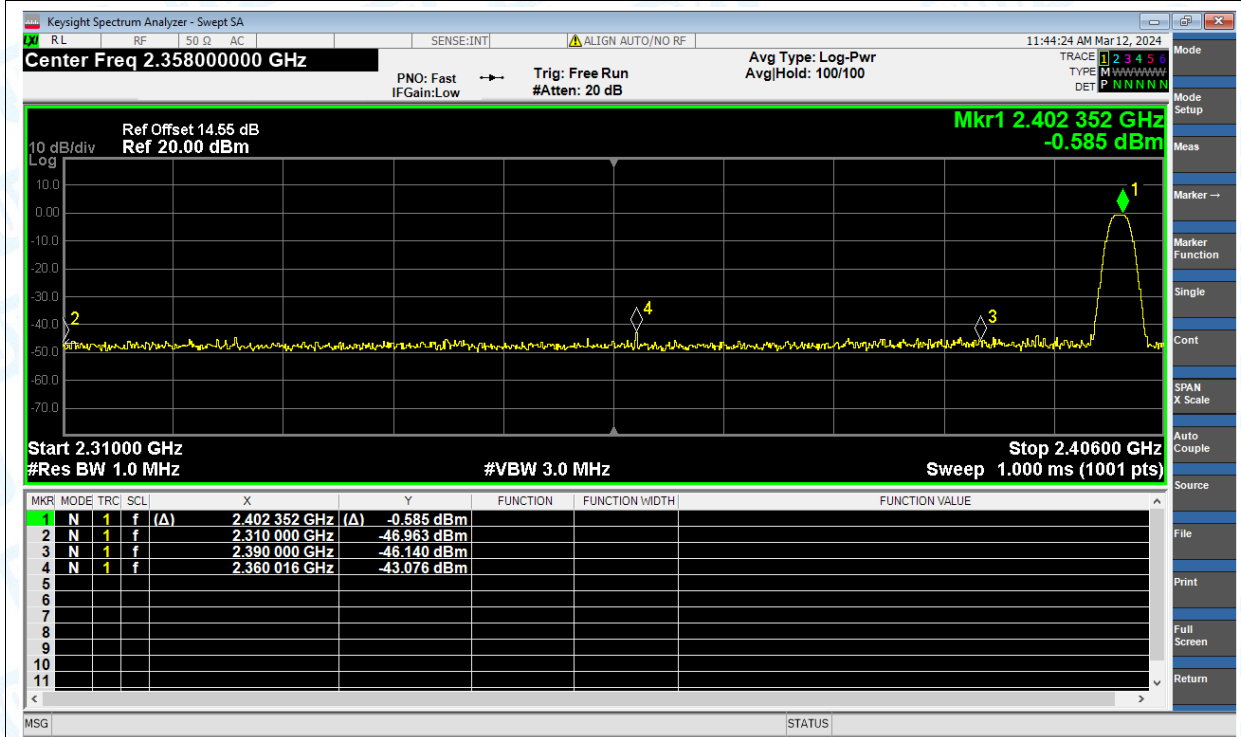 Keysight Spectrum Analyzer - Swept SA
LXI RL RF 50 Ω AC SENSE:INT ALIGN AUTO/NO RF 11:44:24 AM Mar 12, 2024
Center Freq 2.358000000 GHz
PNO: Fast
IFGain:Low
Trig: Free Run
#Atten: 20 dB
Avg Type: Log-Pwr
Avg|Hold: 100/100
TRACE 1 2 3 4 5 6
TYPE M W W W W W
DET P N N N N N
Ref Offset 14.55 dB
10 dB/div Ref 20.00 dBm
Log
Mkr1 2.402 352 GHz
-0.585 dBm
10.0
0.00
-10.0
-20.0
-30.0
-40.0
-50.0
-60.0
-70.0
1
2
4
3
Start 2.31000 GHz Stop 2.40600 GHz
#Res BW 1.0 MHz #VBW 3.0 MHz Sweep 1.000 ms (1001 pts)
MKR MODE TRC SCL X Y FUNCTION FUNCTION WIDTH FUNCTION VALUE
1 N 1 f (Δ) 2.402 352 GHz (Δ) -0.585 dBm
2 N 1 f 2.310 000 GHz -46.963 dBm
3 N 1 f 2.390 000 GHz -46.140 dBm
4 N 1 f 2.360 016 GHz -43.076 dBm
5
6
7
8
9
10
11
MSG STATUS
Mode
Mode
Setup
Meas
Marker →
Marker
Function
Single
Cont
SPAN
X Scale
Auto
Couple
Source
File
Print
Full
Screen
Return